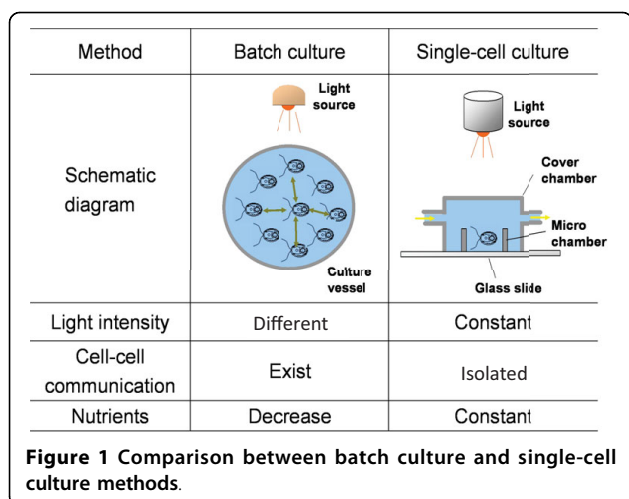 Method Batch culture Single-cell culture
Schematic diagram
Light source
Culture vessel
Light source
Cover chamber
Micro chamber
Glass slide
Light intensity Different Constant
Cell-cell communication Exist Isolated
Nutrients Decrease Constant
Figure 1 Comparison between batch culture and single-cell
culture methods.